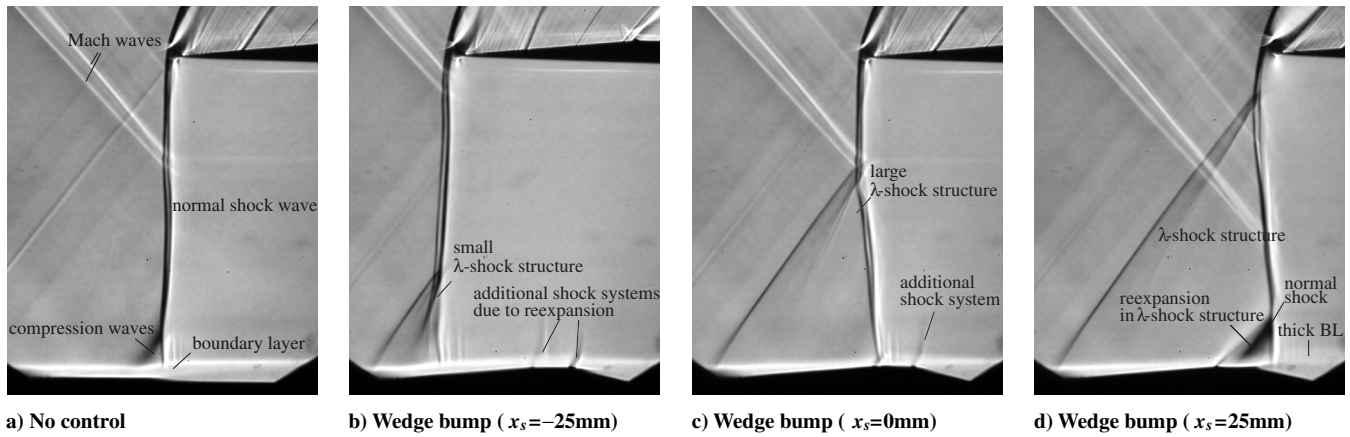 Mach waves
normal shock wave
compression waves
boundary layer
a) No control
small
λ-shock structure
additional shock systems
due to reexpansion
b) Wedge bump ( xs=−25mm)
large
λ-shock structure
additional
shock system
c) Wedge bump ( xs=0mm)
λ-shock structure
reexpansion
in λ-shock structure
normal
shock
thick BL
d) Wedge bump ( xs=25mm)